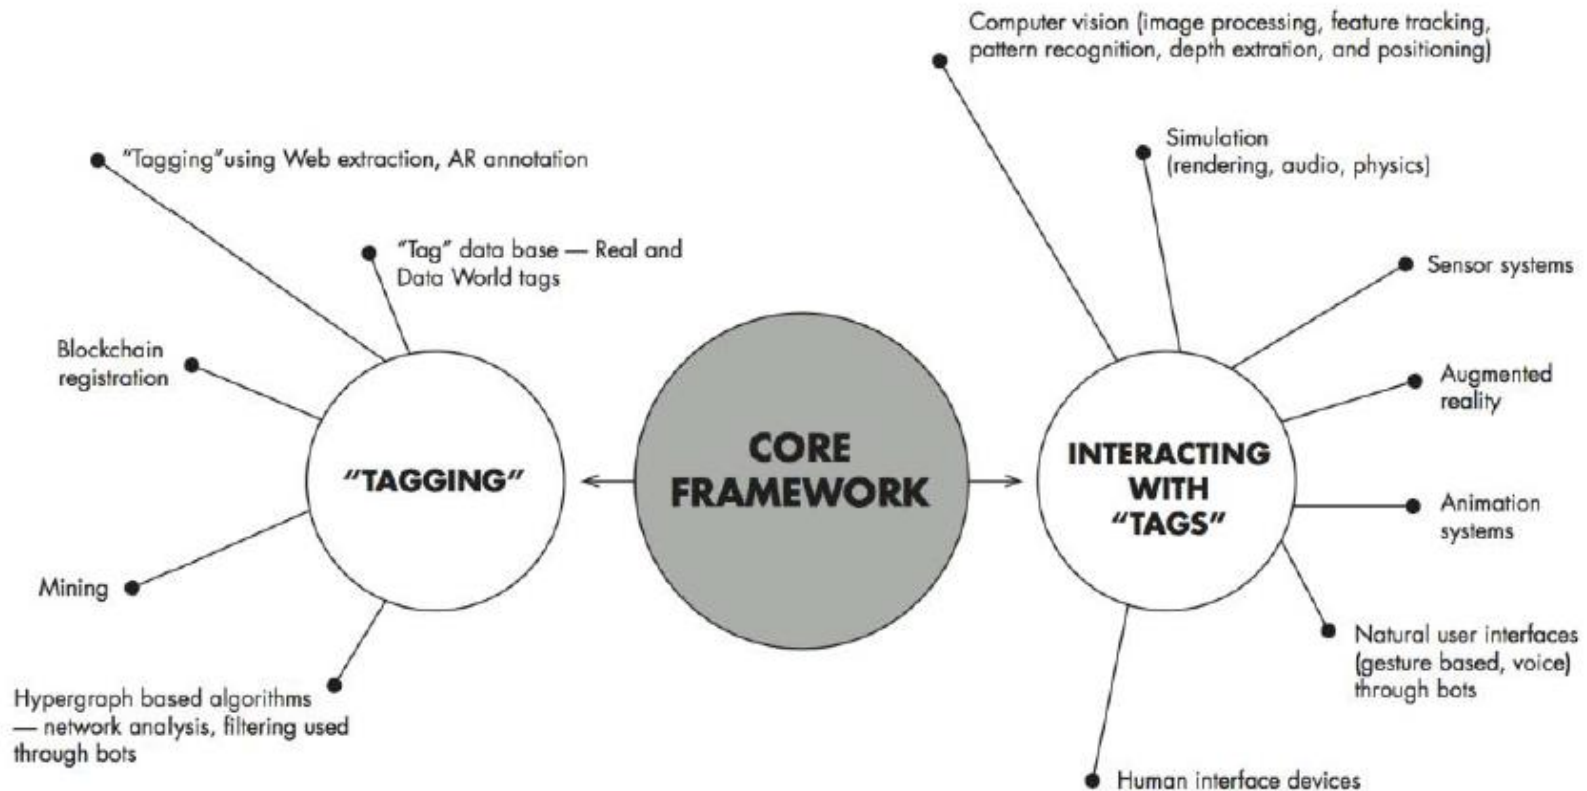 Computer vision (image processing, feature tracking,
pattern recognition, depth extration, and positioning)
"Tagging"using Web extraction, AR annotation
Simulation
(rendering, audio, physics)
"Tag" data base — Real and
Data World tags
Sensor systems
Blockchain
registration
Augmented
reality
"TAGGING"
CORE
FRAMEWORK
INTERACTING
WITH
"TAGS"
Animation
systems
Mining
Natural user interfaces
(gesture based, voice)
through bots
Hypergraph based algorithms
— network analysis, filtering used
through bots
Human interface devices